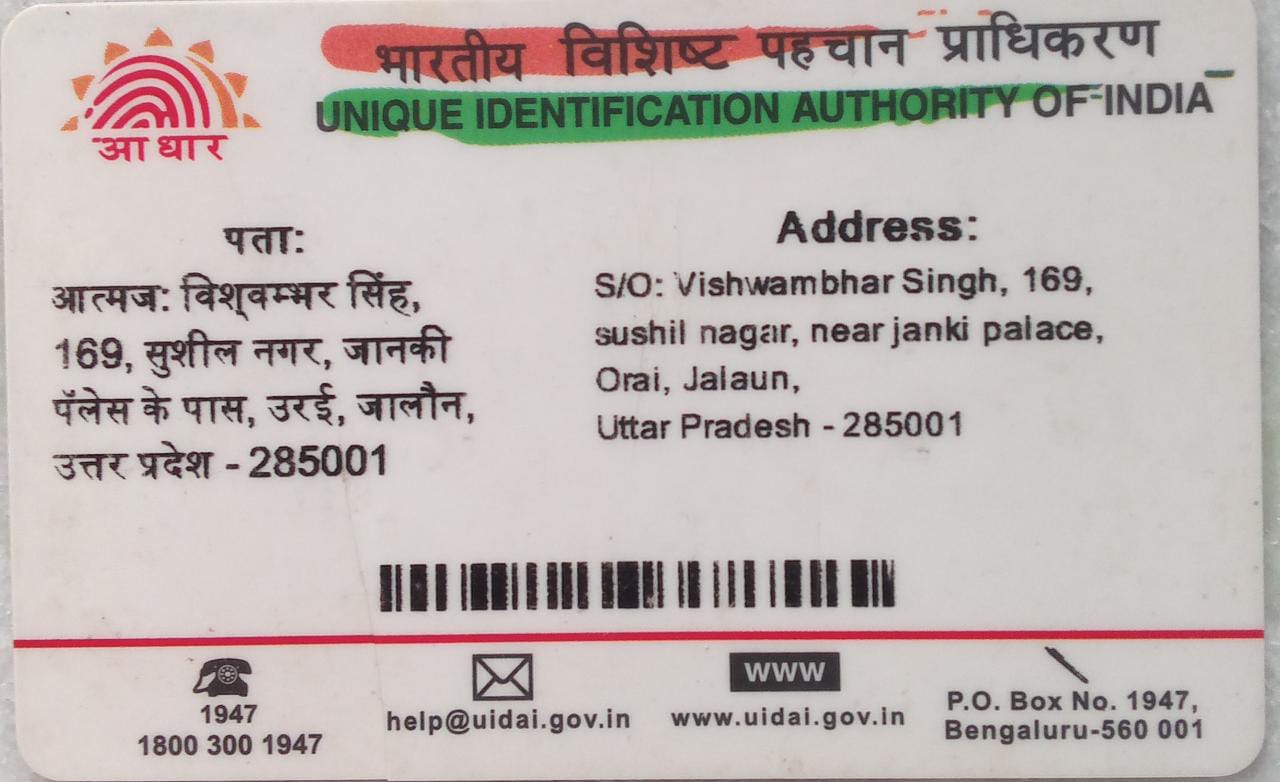 भारतीय विशिष्ट पहचान प्राधिकरण
UNIQUE IDENTIFICATION AUTHORITY OF INDIA
आधार
पता:
आत्मज: विश्वम्भर सिंह,
169, सुशील नगर, जानकी
पॅलेस के पास, उरई, जालौन,
उत्तर प्रदेश - 285001
Address:
S/O: Vishwambhar Singh, 169,
sushil nagar, near janki palace,
Orai, Jalaun,
Uttar Pradesh - 285001
1947
1800 300 1947
help@uidai.gov.in
www
www.uidai.gov.in
P.O. Box No. 1947,
Bengaluru-560 001